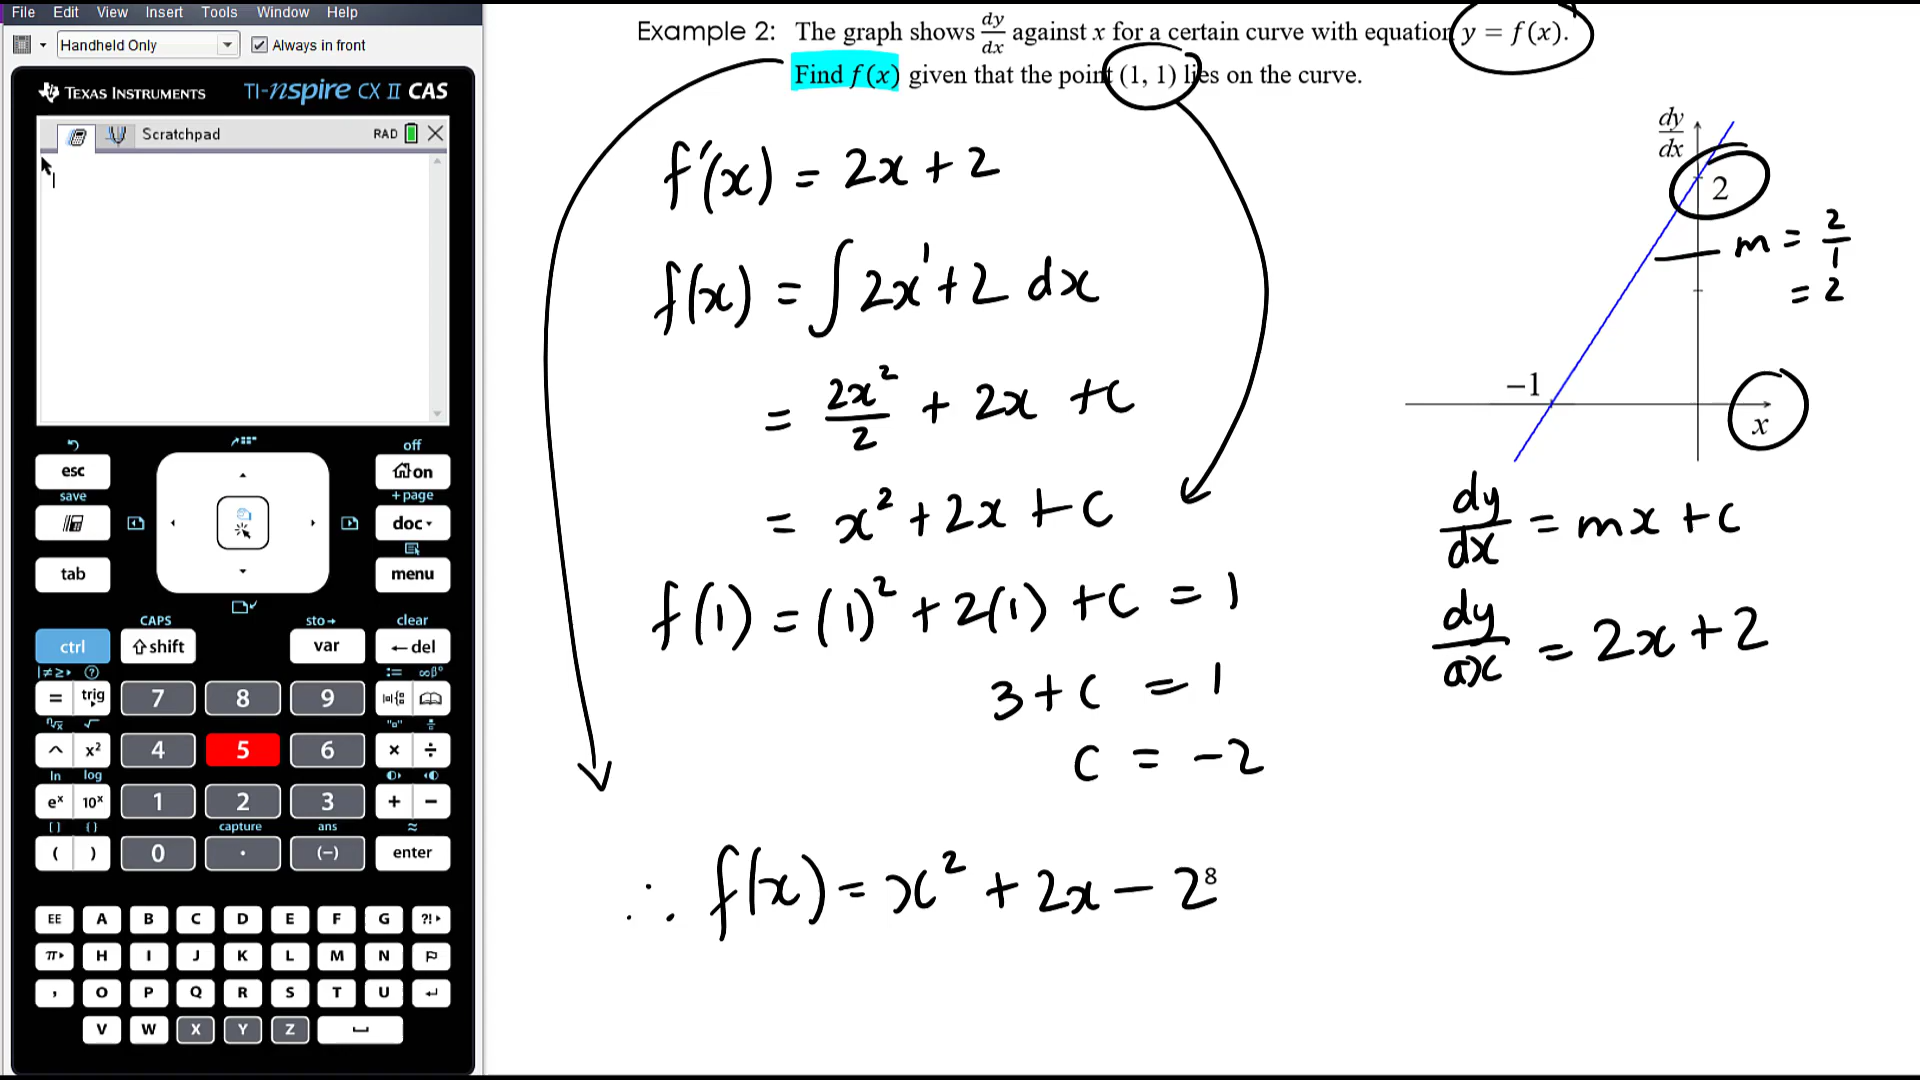 File Edit View Insert Tools Window Help
Handheld Only Always in front
TEXAS INSTRUMENTS TI-nspire CX II CAS
Scratchpad RAD
off
esc on
save + page
doc
tab menu
CAPS sto→ clear
ctrl shift var ←del
|≠≥▸ ? := ∞β°
= trig 7 8 9
ⁿ√x √ "▫"
^ x² 4 5 6 × ÷
ln log
eˣ 10ˣ 1 2 3 + −
[ ] { } capture ans ≈
( ) 0 . (−) enter
EE A B C D E F G ?!▸
π▸ H I J K L M N
, O P Q R S T U ↵
V W X Y Z
Example 2: The graph shows dy/dx against x for a certain curve with equation y = f(x).
Find f(x) given that the point (1, 1) lies on the curve.
f'(x) = 2x + 2
f(x) = ∫ 2x¹ + 2 dx
= 2x²/2 + 2x + c
= x² + 2x + c
f(1) = (1)² + 2(1) + c = 1
3 + c = 1
c = -2
∴ f(x) = x² + 2x − 2
8
dy/dx
2
m = 2/1
= 2
−1
x
dy/dx = mx + c
dy/dx = 2x + 2